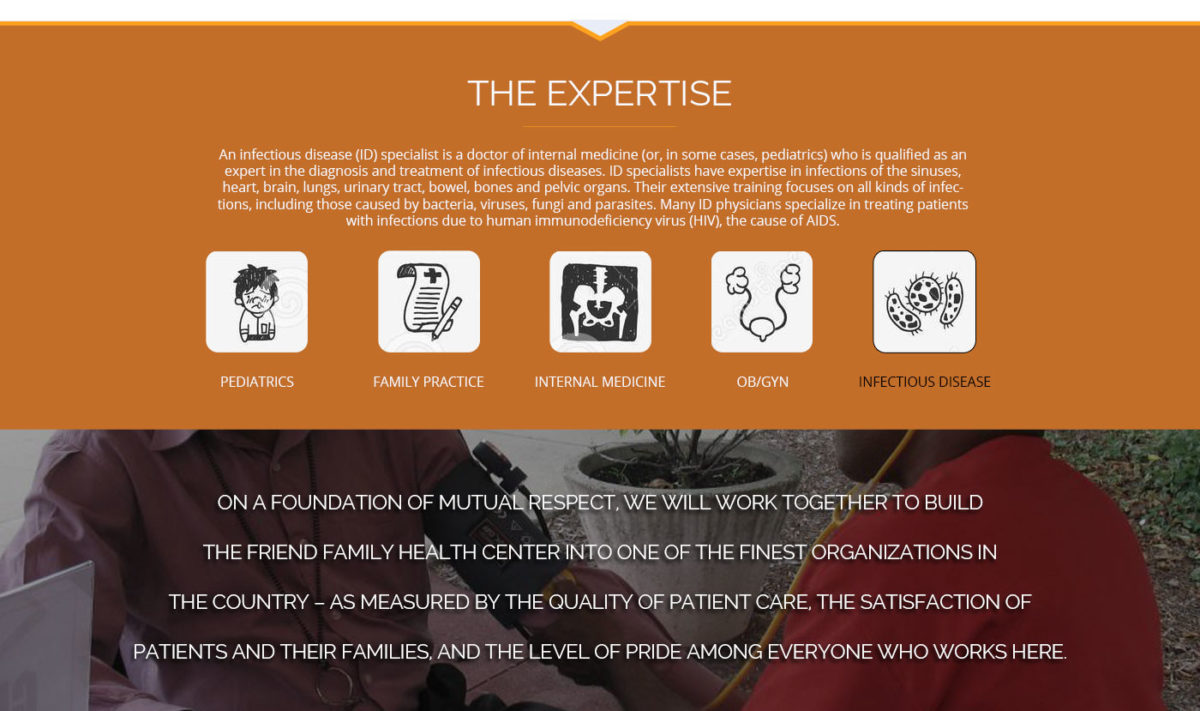 THE EXPERTISE
An infectious disease (ID) specialist is a doctor of internal medicine (or, in some cases, pediatrics) who is qualified as an
expert in the diagnosis and treatment of infectious diseases. ID specialists have expertise in infections of the sinuses,
heart, brain, lungs, urinary tract, bowel, bones and pelvic organs. Their extensive training focuses on all kinds of infec-
tions, including those caused by bacteria, viruses, fungi and parasites. Many ID physicians specialize in treating patients
with infections due to human immunodeficiency virus (HIV), the cause of AIDS.
PEDIATRICS
FAMILY PRACTICE
INTERNAL MEDICINE
OB/GYN
INFECTIOUS DISEASE
ON A FOUNDATION OF MUTUAL RESPECT, WE WILL WORK TOGETHER TO BUILD
THE FRIEND FAMILY HEALTH CENTER INTO ONE OF THE FINEST ORGANIZATIONS IN
THE COUNTRY – AS MEASURED BY THE QUALITY OF PATIENT CARE, THE SATISFACTION OF
PATIENTS AND THEIR FAMILIES, AND THE LEVEL OF PRIDE AMONG EVERYONE WHO WORKS HERE.